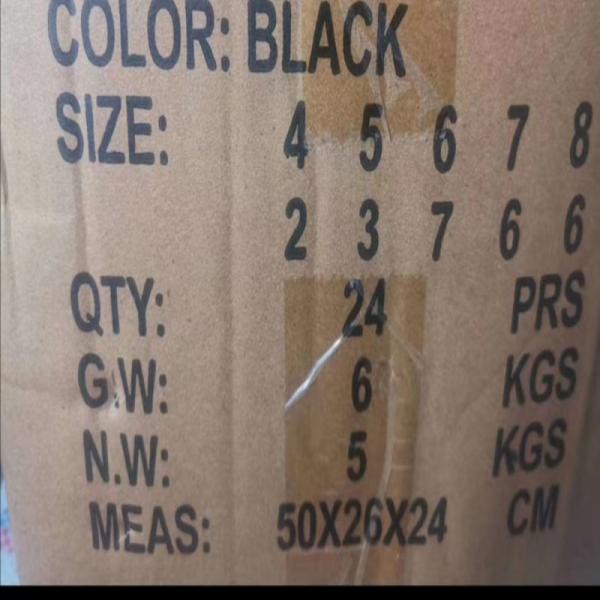 COLOR: BLACK
SIZE: 4 5 6 7 8
2 3 7 6 6
QTY: 24 PRS
G.W: 6 KGS
N.W: 5 KGS
MEAS: 50X26X24 CM